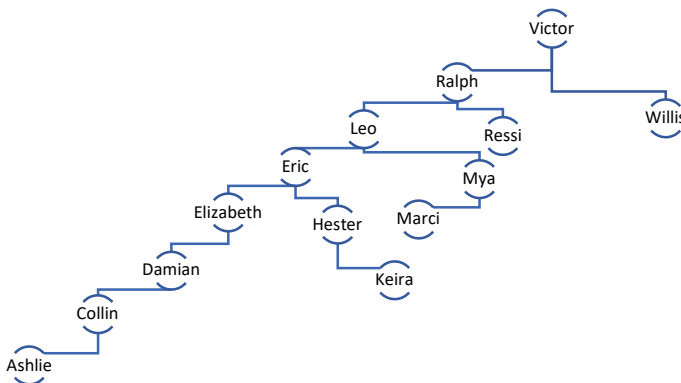 Victor
Ralph
Willis
Leo
Ressi
Eric
Mya
Elizabeth
Hester
Marci
Damian
Keira
Collin
Ashlie